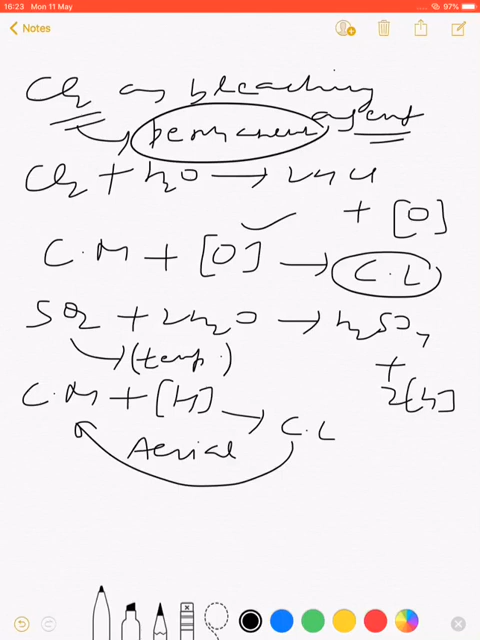 16:23 Mon 11 May 97%
Notes
Cl2 as bleaching
permanent agent
Cl2 + H2O → 2HCl
+ [O]
C.M + [O] → C.L
SO2 + 2H2O → H2SO4
(temp.)
+
2[H]
C.M + [H] → C.L
Aerial